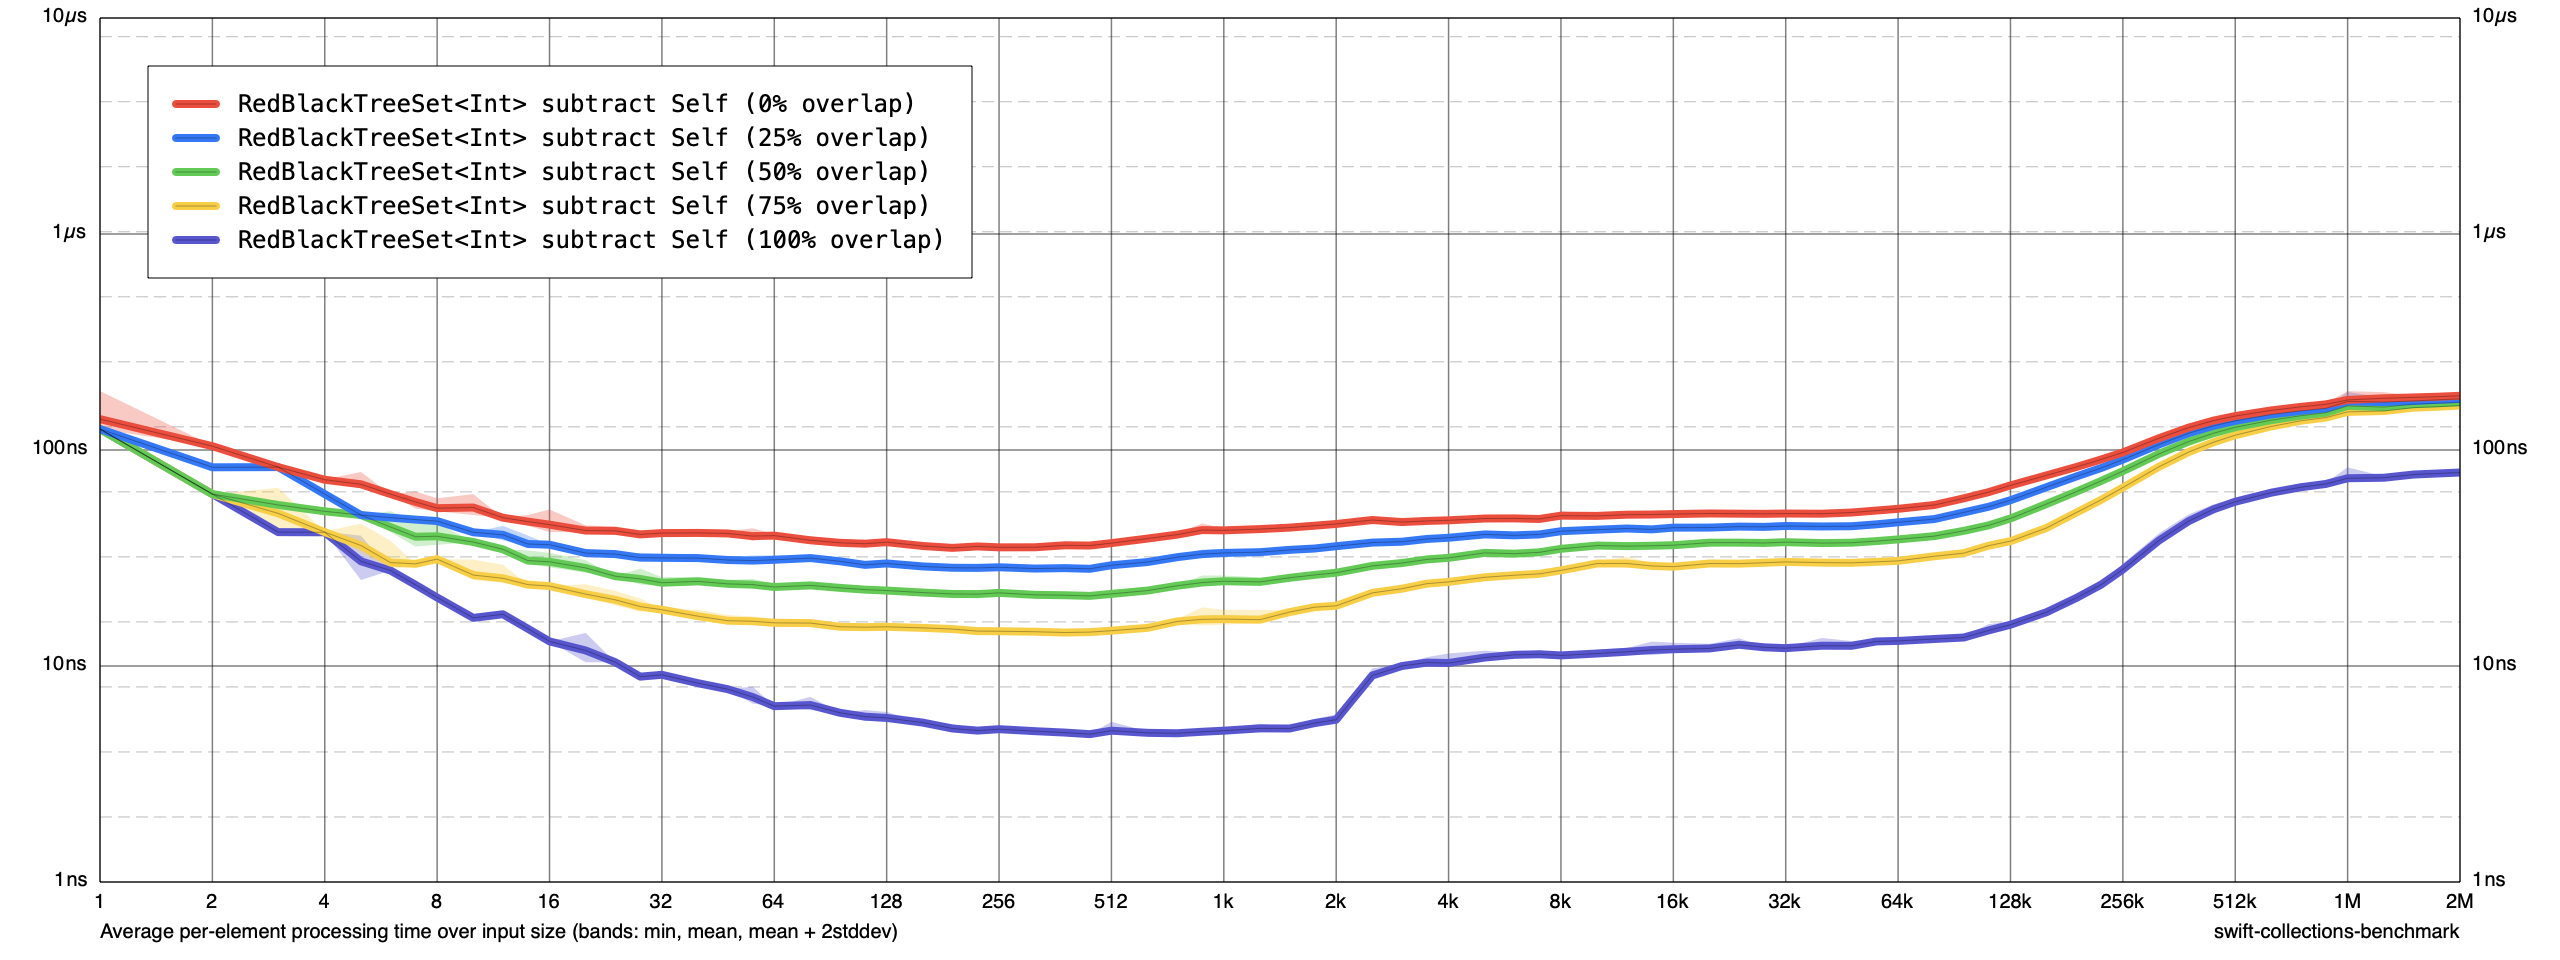 10µs
10µs
RedBlackTreeSet<Int> subtract Self (0% overlap)
RedBlackTreeSet<Int> subtract Self (25% overlap)
RedBlackTreeSet<Int> subtract Self (50% overlap)
RedBlackTreeSet<Int> subtract Self (75% overlap)
RedBlackTreeSet<Int> subtract Self (100% overlap)
1µs
1µs
100ns
100ns
10ns
10ns
1ns
1ns
1 2 4 8 16 32 64 128 256 512 1k 2k 4k 8k 16k 32k 64k 128k 256k 512k 1M 2M
Average per-element processing time over input size (bands: min, mean, mean + 2stddev)
swift-collections-benchmark